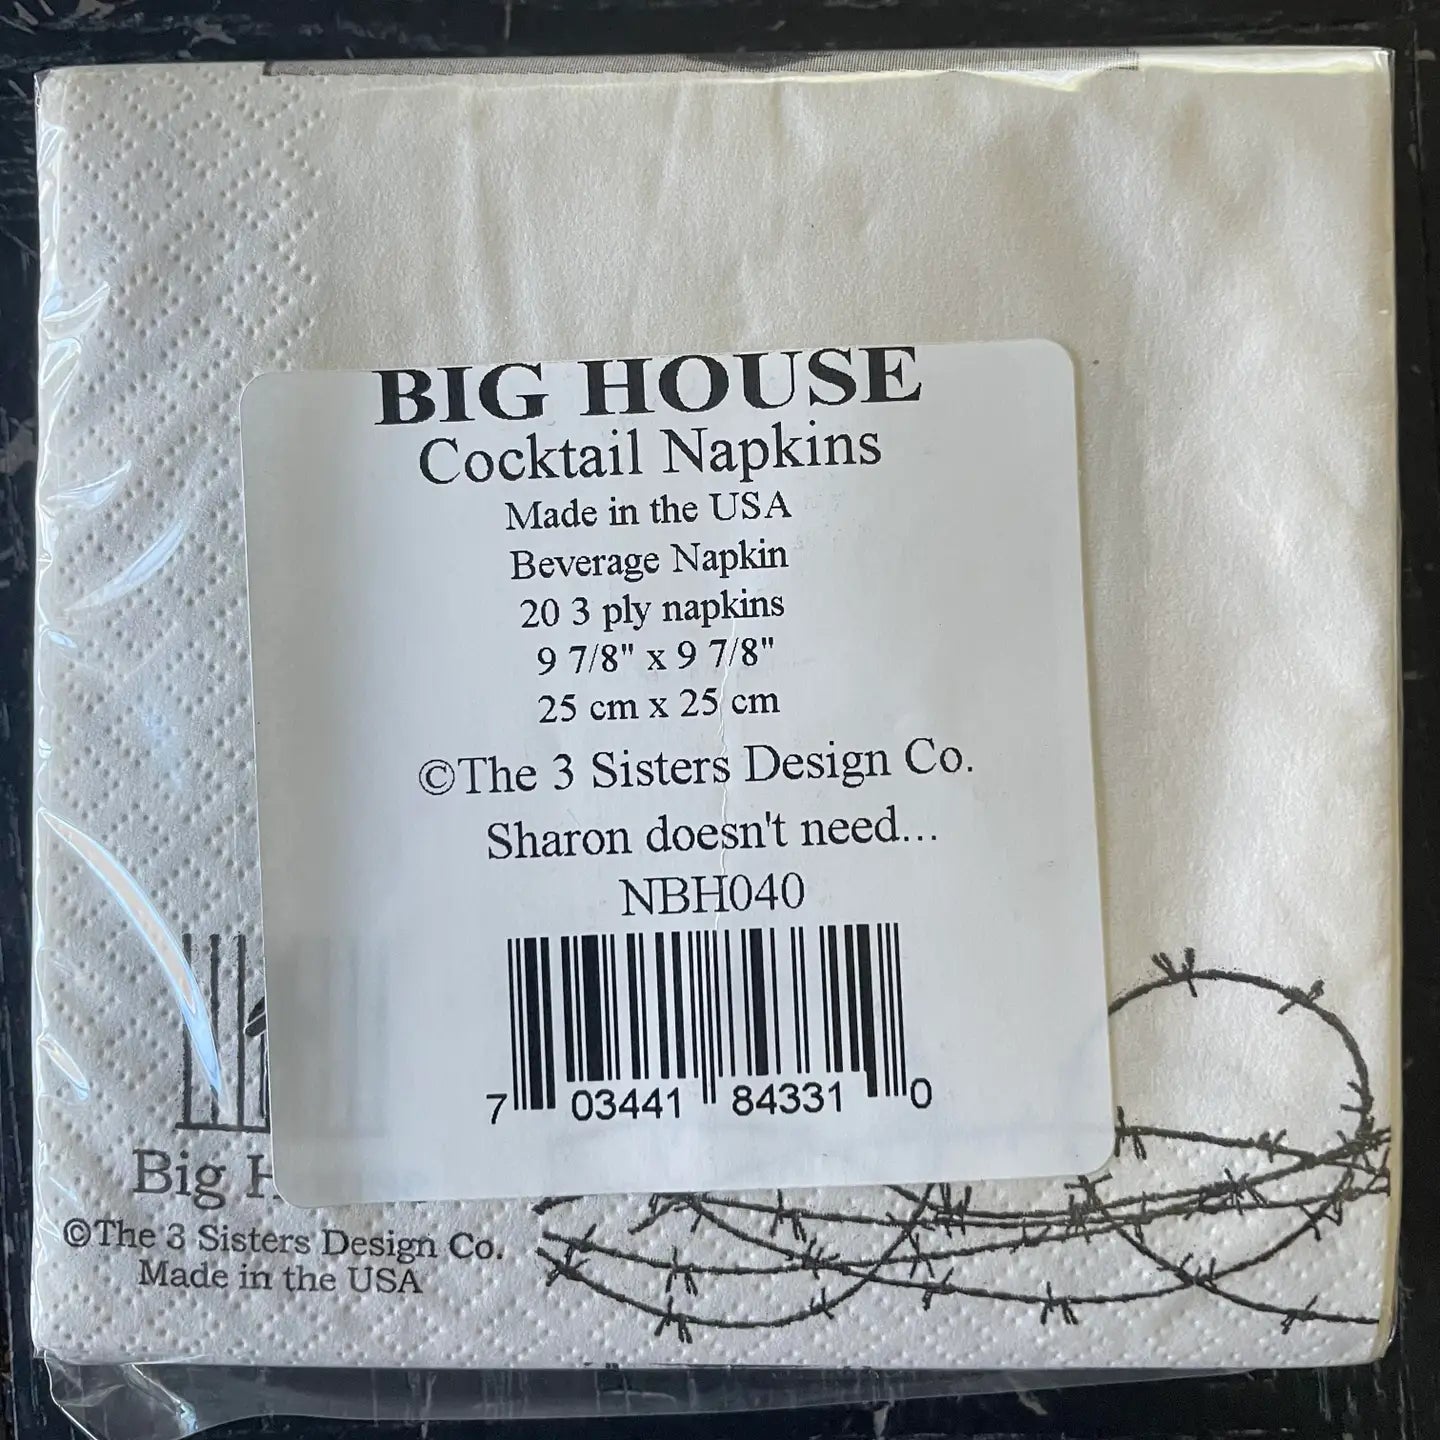 BIG HOUSE
Cocktail Napkins
Made in the USA
Beverage Napkin
20 3 ply napkins
9 7/8" x 9 7/8"
25 cm x 25 cm
©The 3 Sisters Design Co.
Sharon doesn't need...
NBH040
7 03441 84331 0
Big
©The 3 Sisters Design Co.
Made in the USA